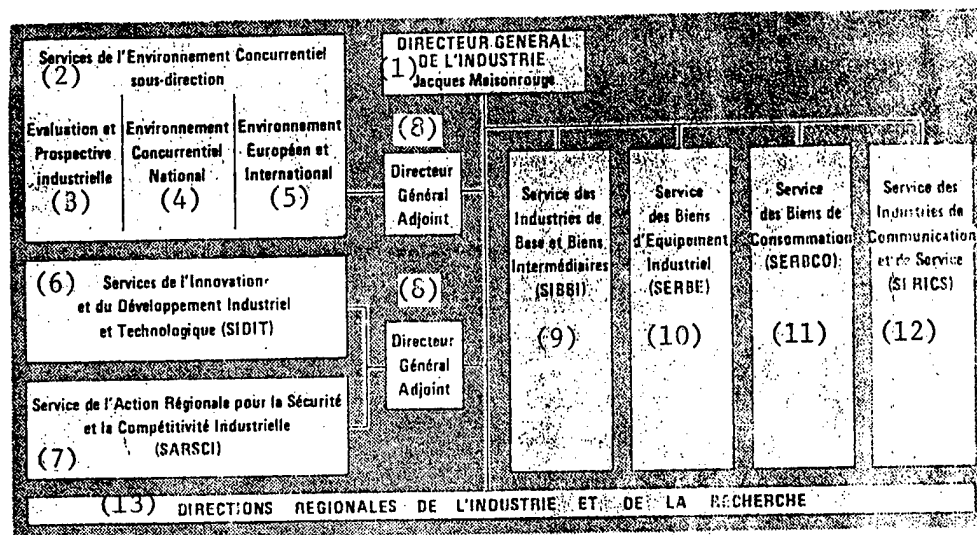 Services de l'Environnement Concurrentiel
(2)
sous-direction
Evaluation et
Prospective
industrielle
(3)
Environnement
Concurrentiel
National
(4)
Environnement
Européen et
International
(5)
DIRECTEUR GENERAL
(1) DE L'INDUSTRIE
Jacques Maisonrouge
(8)
Directeur
Général
Adjoint
(6)
Services de l'Innovation
et du Développement Industriel
et Technologique (SIDIT)
(8)
Directeur
Général
Adjoint
Service de l'Action Régionale pour la Sécurité
et la Compétitivité Industrielle
(SARSCI)
(7)
Service des
Industries de
Base et Biens
Intermédiaires
(SIBBI)
(9)
Service
des Biens
d'Equipement
Industriel
(SERBE)
(10)
Service
des Biens de
Consommation
(SERBCO)
(11)
Service des
Industries de
Communication
et de Service
(SERICS)
(12)
(13) DIRECTIONS REGIONALES DE L'INDUSTRIE ET DE LA RECHERCHE